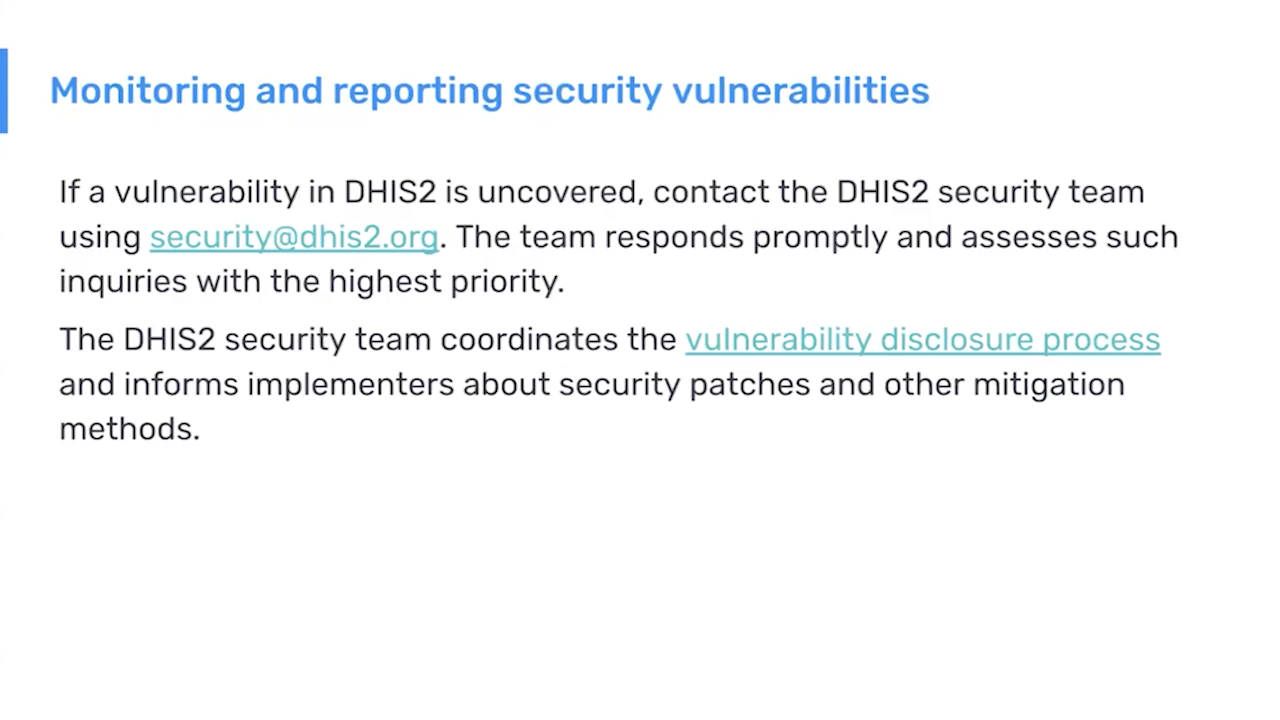 Monitoring and reporting security vulnerabilities
If a vulnerability in DHIS2 is uncovered, contact the DHIS2 security team
using security@dhis2.org. The team responds promptly and assesses such
inquiries with the highest priority.
The DHIS2 security team coordinates the vulnerability disclosure process
and informs implementers about security patches and other mitigation
methods.